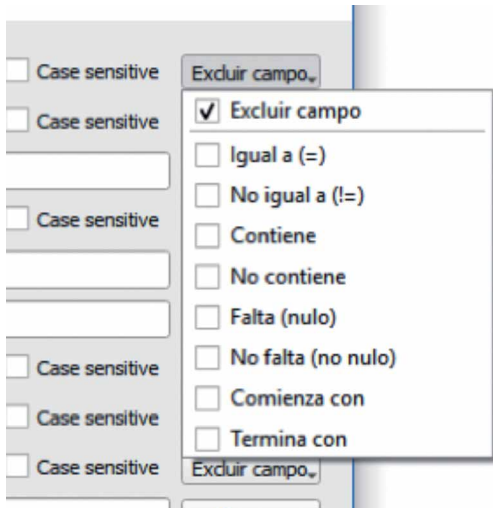 Case sensitive Excluir campo
Case sensitive Excluir campo
Igual a (=)
No igual a (!=)
Case sensitive Contiene
No contiene
Falta (nulo)
Case sensitive No falta (no nulo)
Comienza con
Case sensitive Termina con
Case sensitive Excluir campo